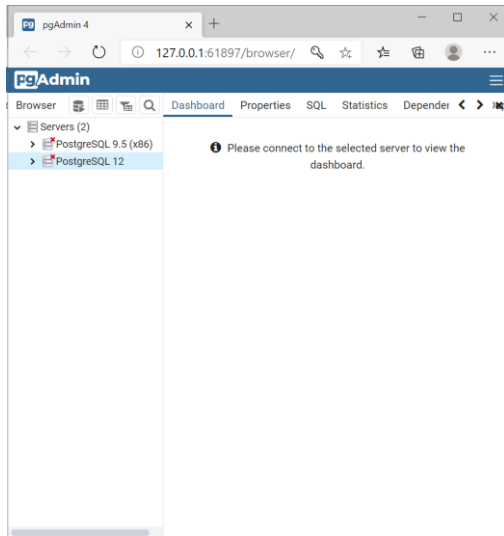 Pg pgAdmin 4
127.0.0.1:61897/browser/
pgAdmin
Browser Dashboard Properties SQL Statistics Depender
Servers (2)
PostgreSQL 9.5 (x86)
PostgreSQL 12
Please connect to the selected server to view the
dashboard.